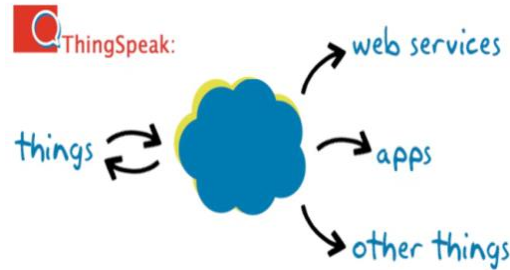 ThingSpeak:
web services
things
apps
other things